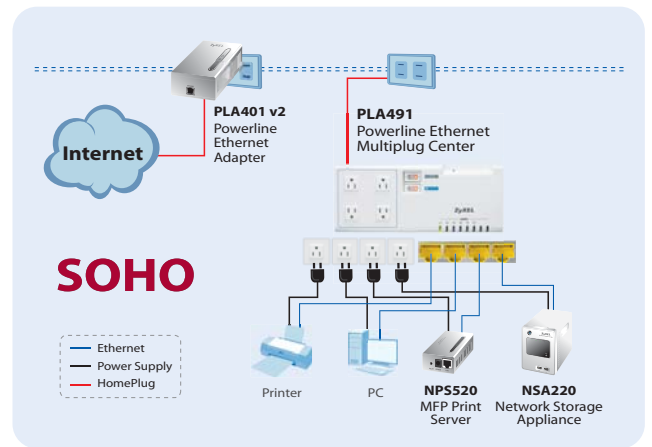 PLA401 v2
Powerline
Ethernet
Adapter
PLA491
Powerline Ethernet
Multiplug Center
Internet
ZyXEL
SOHO
Ethernet
Power Supply
HomePlug
Printer
PC
NPS520
MFP Print
Server
NSA220
Network Storage
Appliance